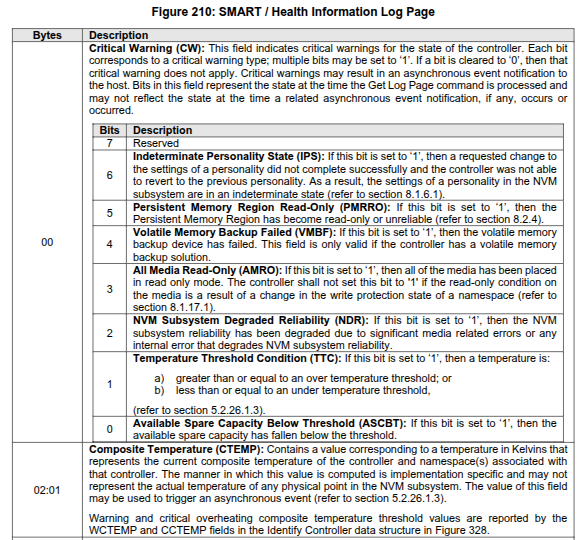 Figure 210: SMART / Health Information Log Page
Bytes Description
Critical Warning (CW): This field indicates critical warnings for the state of the controller. Each bit
corresponds to a critical warning type; multiple bits may be set to ‘1’. If a bit is cleared to ‘0’, then that
critical warning does not apply. Critical warnings may result in an asynchronous event notification to
the host. Bits in this field represent the state at the time the Get Log Page command is processed and
may not reflect the state at the time a related asynchronous event notification, if any, occurs or
occurred.
Bits Description
7 Reserved
Indeterminate Personality State (IPS): If this bit is set to ‘1’, then a requested change to
the settings of a personality did not complete successfully and the controller was not able
6
to revert to the previous personality. As a result, the settings of a personality in the NVM
subsystem are in an indeterminate state (refer to section 8.1.6.1).
5 Persistent Memory Region Read-Only (PMRRO): If this bit is set to ‘1’, then the
Persistent Memory Region has become read-only or unreliable (refer to section 8.2.4).
Volatile Memory Backup Failed (VMBF): If this bit is set to ‘1’, then the volatile memory
00
4 backup device has failed. This field is only valid if the controller has a volatile memory
backup solution.
All Media Read-Only (AMRO): If this bit is set to ‘1’, then all of the media has been placed
in read only mode. The controller shall not set this bit to '1' if the read-only condition on
3
the media is a result of a change in the write protection state of a namespace (refer to
section 8.1.17.1).
NVM Subsystem Degraded Reliability (NDR): If this bit is set to ‘1’, then the NVM
2 subsystem reliability has been degraded due to significant media related errors or any
internal error that degrades NVM subsystem reliability.
Temperature Threshold Condition (TTC): If this bit is set to ‘1’, then a temperature is:
1
a) greater than or equal to an over temperature threshold; or
b) less than or equal to an under temperature threshold,
(refer to section 5.2.26.1.3).
0 Available Spare Capacity Below Threshold (ASCBT): If this bit is set to ‘1’, then the
available spare capacity has fallen below the threshold.
Composite Temperature (CTEMP): Contains a value corresponding to a temperature in Kelvins that
represents the current composite temperature of the controller and namespace(s) associated with
that controller. The manner in which this value is computed is implementation specific and may not
02:01
represent the actual temperature of any physical point in the NVM subsystem. The value of this field
may be used to trigger an asynchronous event (refer to section 5.2.26.1.3).
Warning and critical overheating composite temperature threshold values are reported by the
WCTEMP and CCTEMP fields in the Identify Controller data structure in Figure 328.